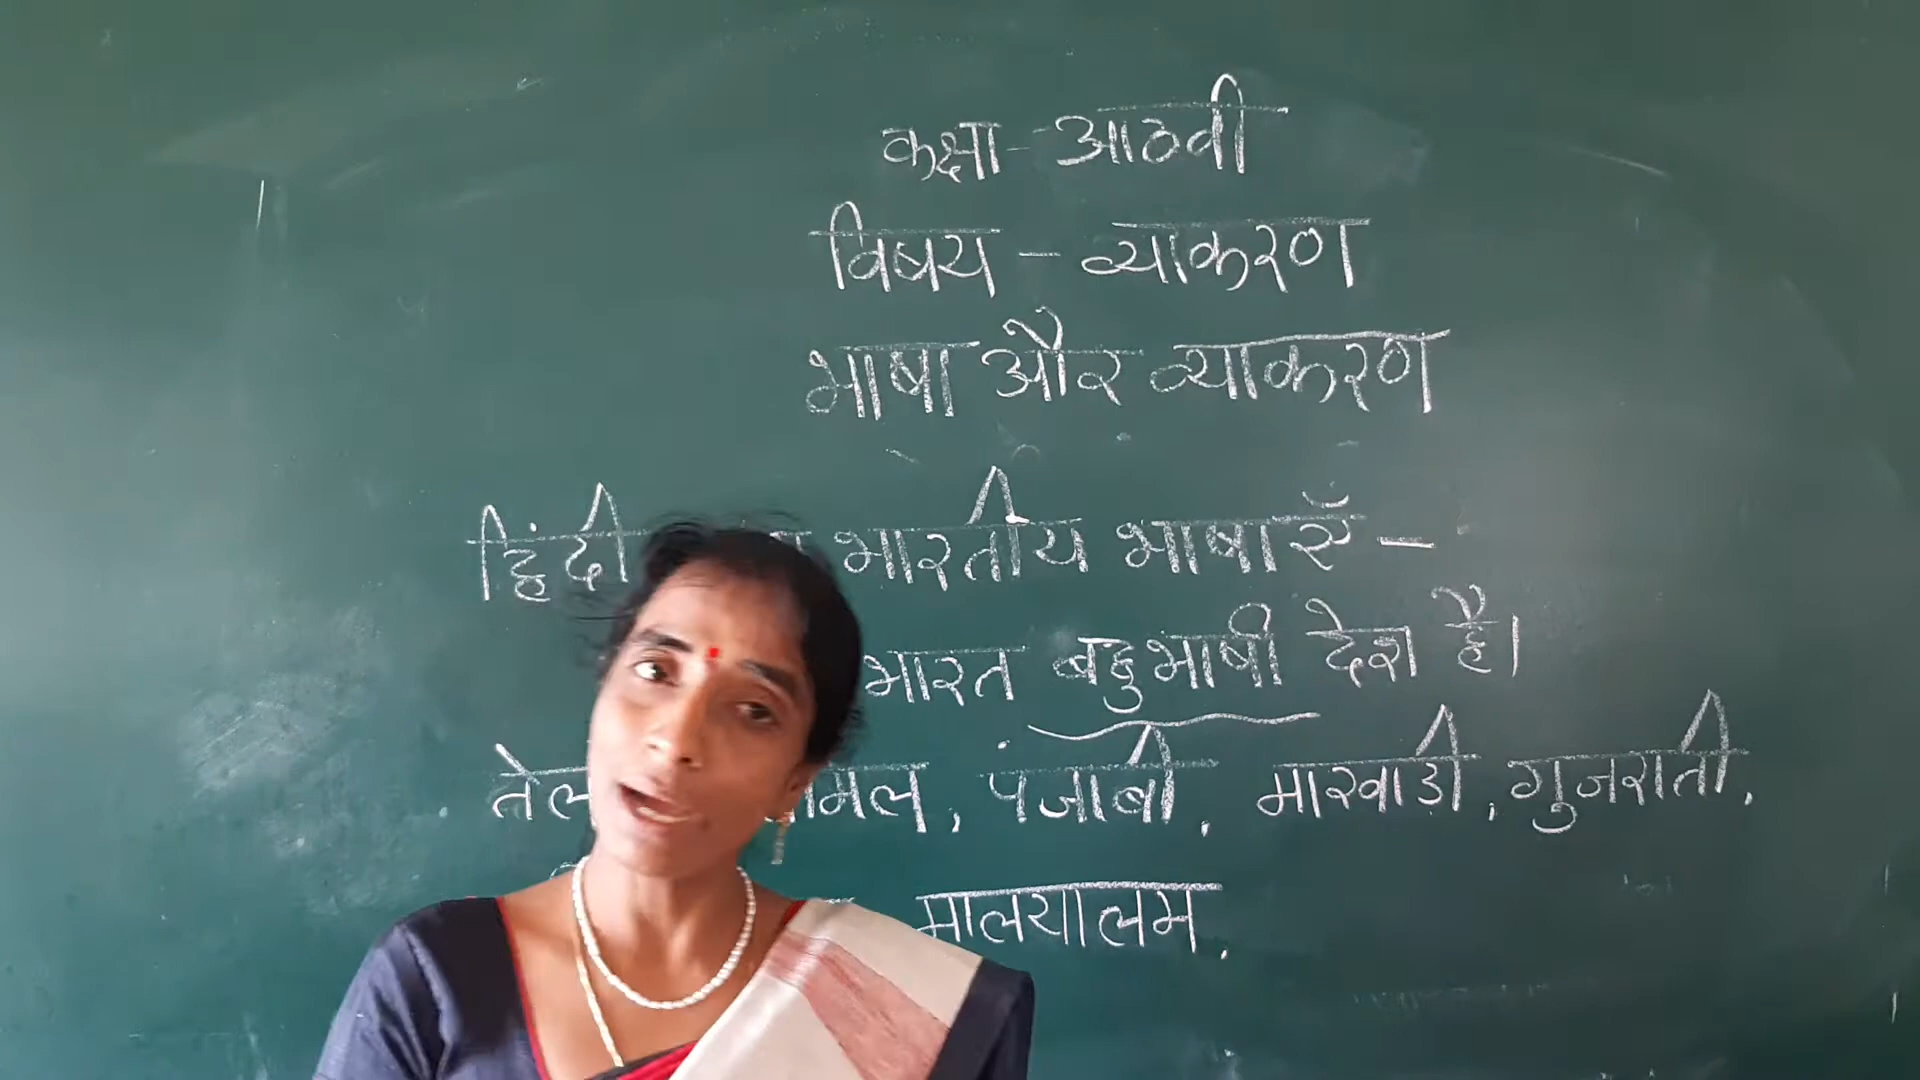 कक्षा - आठवी
विषय - व्याकरण
भाषा और व्याकरण
हिंदी भारतीय भाषाएँ -
भारत बहुभाषी देश है।
पंजाबी, मारवाडी, गुजराती,
मालयालम,